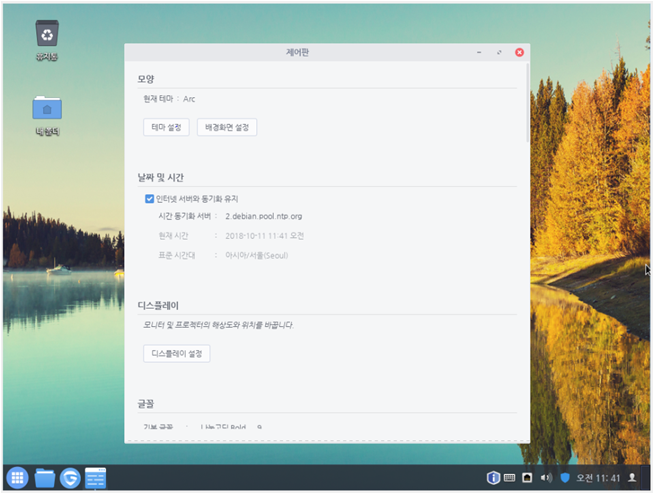 휴지통
내 폴더
제어판
모양
현재 테마 : Arc
테마 설정 배경화면 설정
날짜 및 시간
인터넷 서버와 동기화 유지
시간 동기화 서버 : 2.debian.pool.ntp.org
현재 시간 : 2018-10-11 11:41 오전
표준 시간대 : 아시아/서울(Seoul)
디스플레이
모니터 및 프로젝터의 해상도와 위치를 바꿉니다.
디스플레이 설정
글꼴
기본 글꼴 : 나눔고딕 Bold 9
오전 11:41